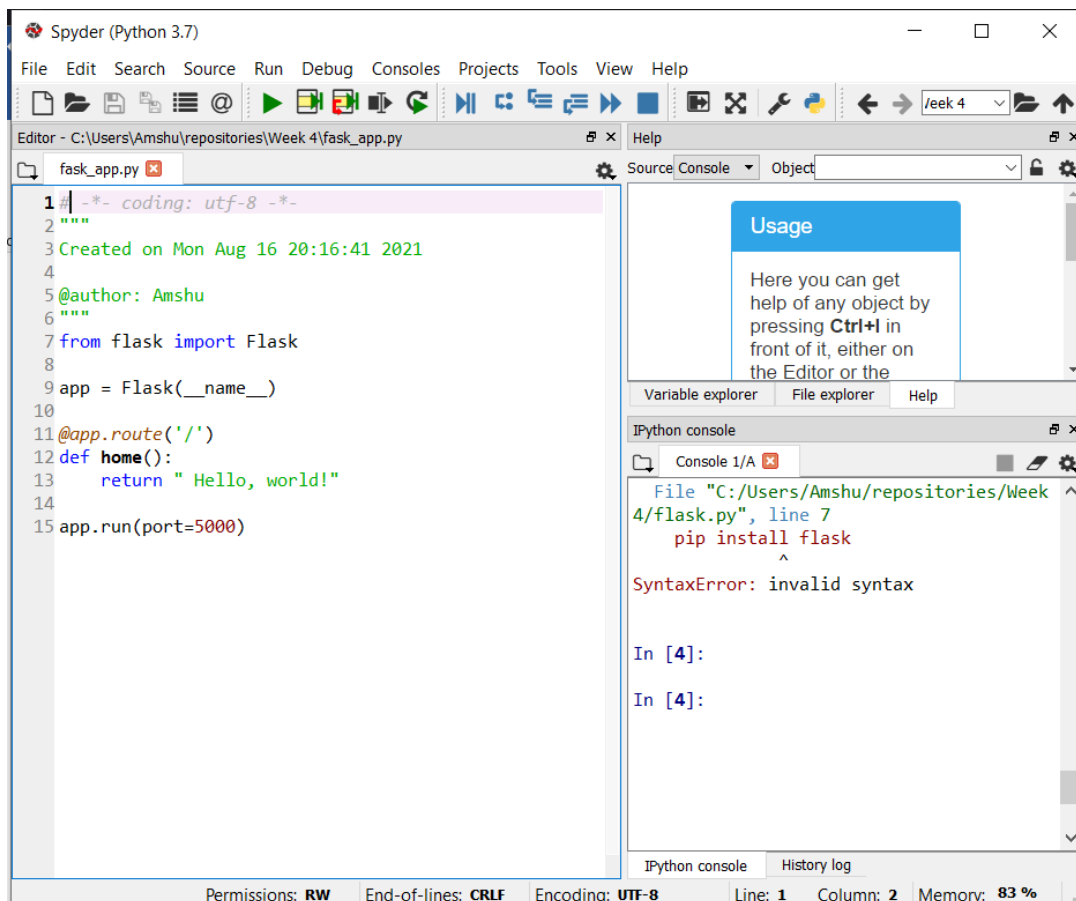 Spyder (Python 3.7)
File Edit Search Source Run Debug Consoles Projects Tools View Help
/eek 4
Editor - C:\Users\Amshu\repositories\Week 4\fask_app.py
fask_app.py
1 # -*- coding: utf-8 -*-
2 """
3 Created on Mon Aug 16 20:16:41 2021
4
5 @author: Amshu
6 """
7 from flask import Flask
8
9 app = Flask(__name__)
10
11 @app.route('/')
12 def home():
13     return " Hello, world!"
14
15 app.run(port=5000)
Help
Source Console Object
Usage
Here you can get
help of any object by
pressing Ctrl+I in
front of it, either on
the Editor or the
Variable explorer File explorer Help
IPython console
Console 1/A
File "C:/Users/Amshu/repositories/Week
4/flask.py", line 7
pip install flask
^
SyntaxError: invalid syntax
In [4]:
In [4]:
IPython console History log
Permissions: RW End-of-lines: CRLF Encoding: UTF-8 Line: 1 Column: 2 Memory: 83 %